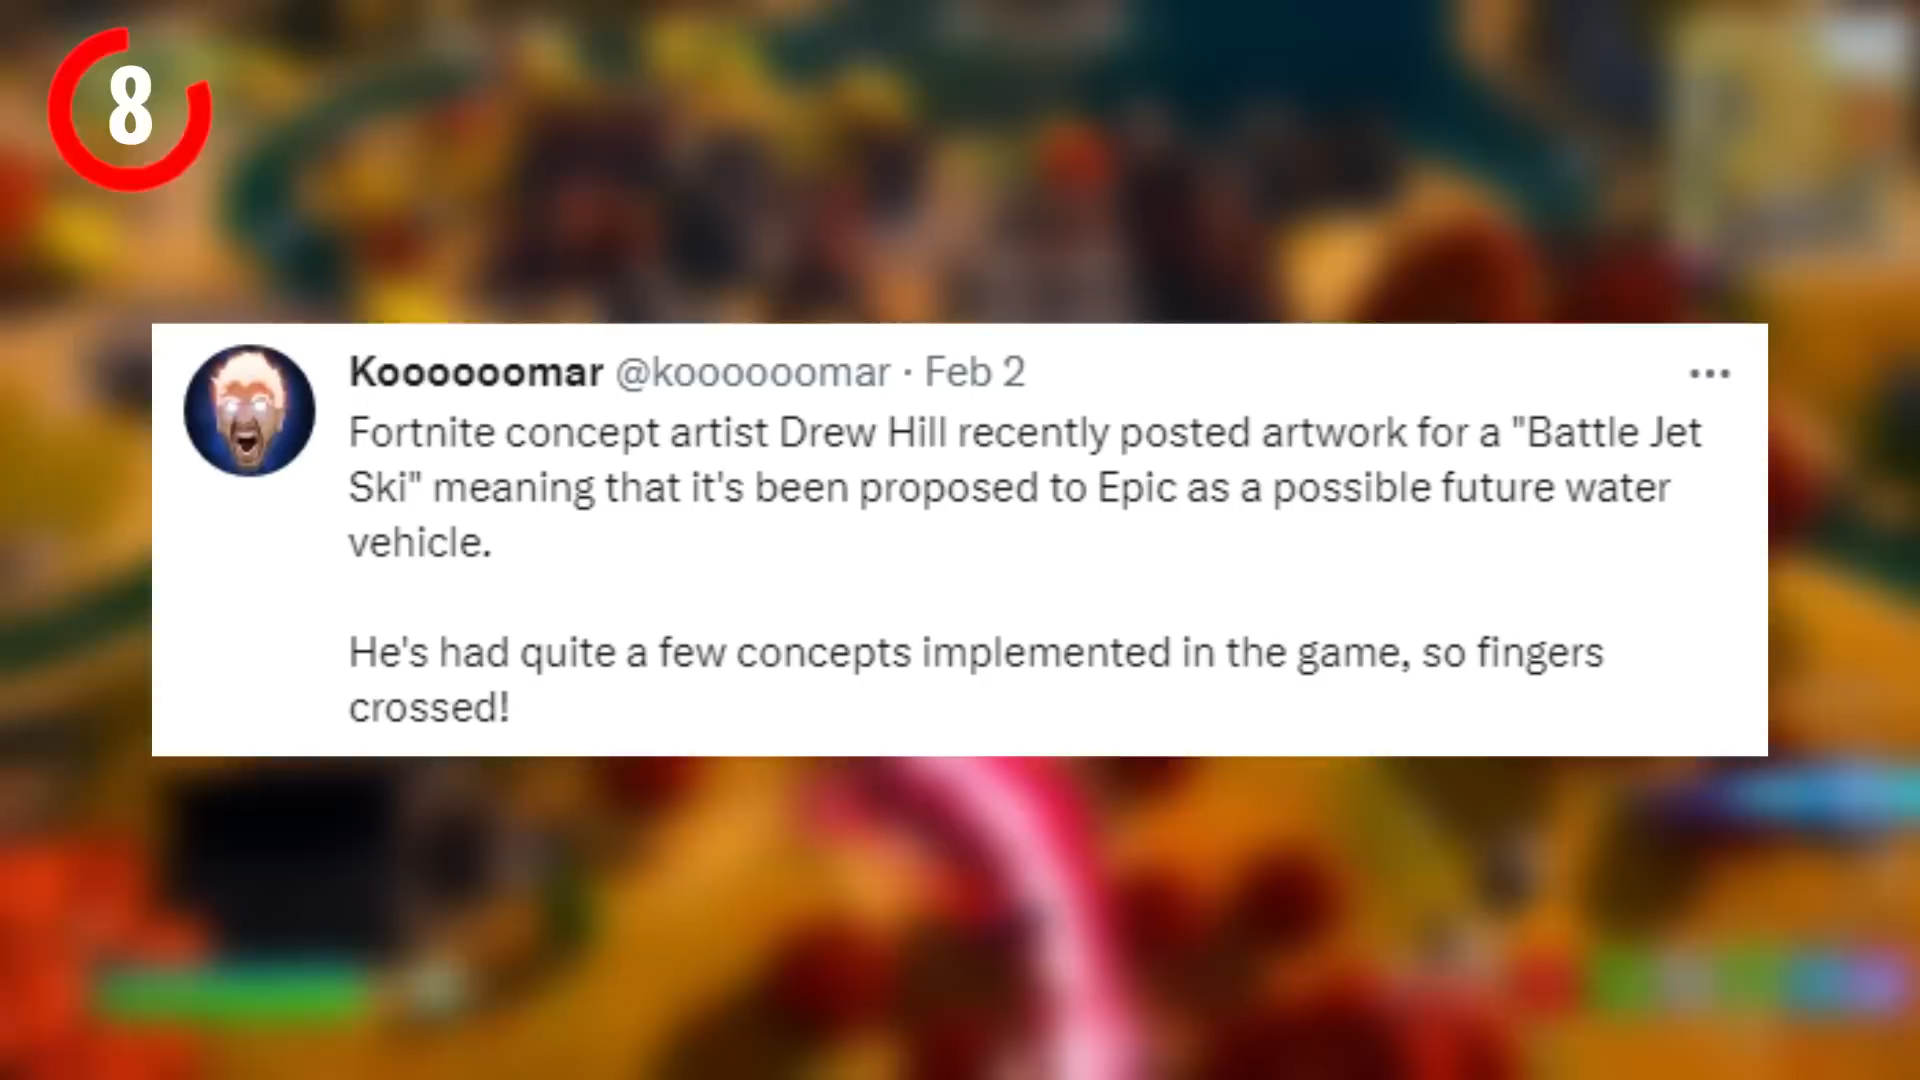 8
Koooooomar @koooooomar · Feb 2
Fortnite concept artist Drew Hill recently posted artwork for a "Battle Jet
Ski" meaning that it's been proposed to Epic as a possible future water
vehicle.
He's had quite a few concepts implemented in the game, so fingers
crossed!